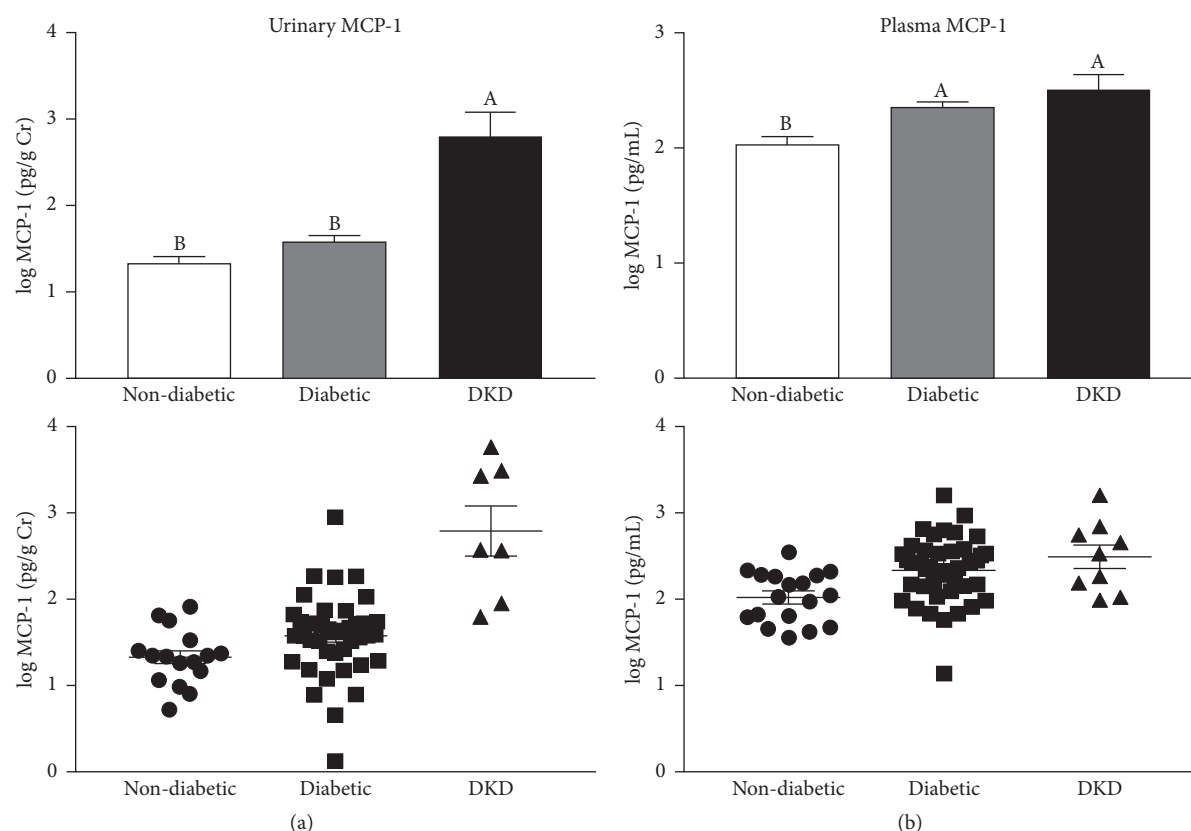 Urinary MCP-1
log MCP-1 (pg/g Cr)
4
3
2
1
0
B
B
A
Non-diabetic
Diabetic
DKD
Plasma MCP-1
log MCP-1 (pg/mL)
3
2
1
0
B
A
A
Non-diabetic
Diabetic
DKD
log MCP-1 (pg/g Cr)
4
3
2
1
0
Non-diabetic
Diabetic
DKD
(a)
log MCP-1 (pg/mL)
4
3
2
1
0
Non-diabetic
Diabetic
DKD
(b)